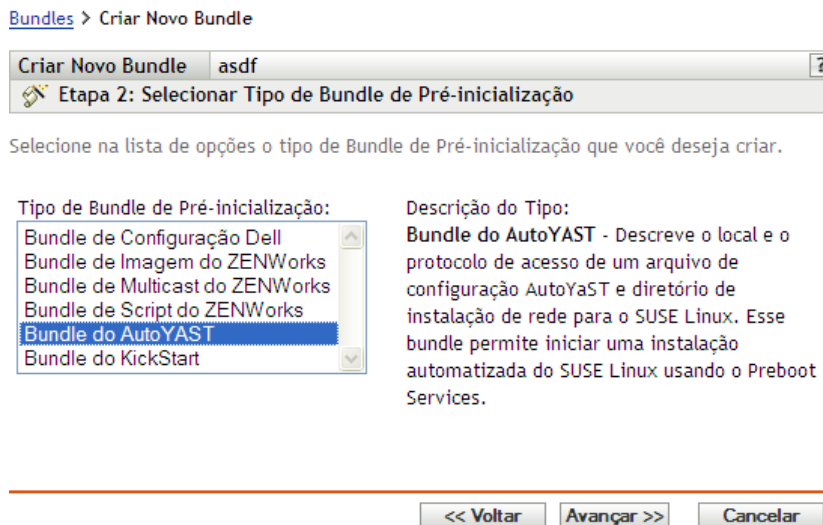 Bundles > Criar Novo Bundle
Criar Novo Bundle asdf ?
Etapa 2: Selecionar Tipo de Bundle de Pré-inicialização
Selecione na lista de opções o tipo de Bundle de Pré-inicialização que você deseja criar.
Tipo de Bundle de Pré-inicialização:
Bundle de Configuração Dell
Bundle de Imagem do ZENWorks
Bundle de Multicast do ZENWorks
Bundle de Script do ZENWorks
Bundle do AutoYAST
Bundle do KickStart
Descrição do Tipo:
Bundle do AutoYAST - Descreve o local e o
protocolo de acesso de um arquivo de
configuração AutoYaST e diretório de
instalação de rede para o SUSE Linux. Esse
bundle permite iniciar uma instalação
automatizada do SUSE Linux usando o Preboot
Services.
<< Voltar Avançar >> Cancelar